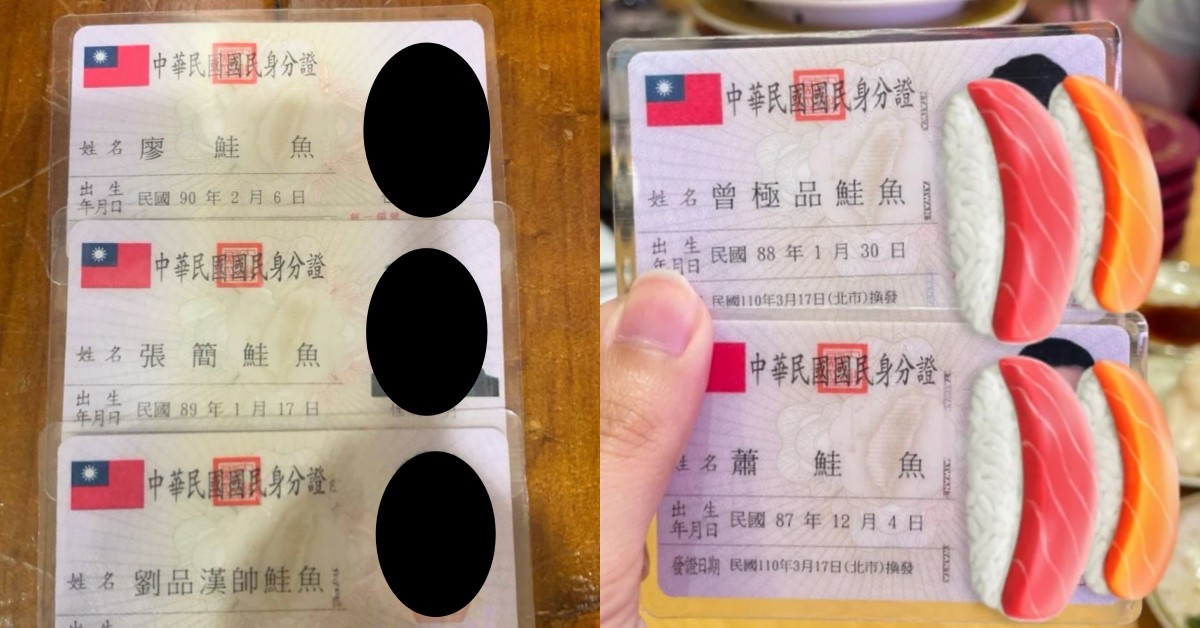 中華民國國民身分證
姓名 廖鮭魚
出生年月日 民國 90 年 2 月 6 日
中華民國國民身分證
姓名 張簡鮭魚
出生年月日 民國 89 年 1 月 17 日
中華民國國民身分證
姓名 劉品漢帥鮭魚
出生
中華民國國民身分證
姓名 曾極品鮭魚
出生年月日 民國 88 年 1 月 30 日
民國110年3月17日(北市)換發
中華民國國民身分證
姓名 蕭鮭魚
出生年月日 民國 87 年 12 月 4 日
發證日期 民國110年3月17日(北市)換發